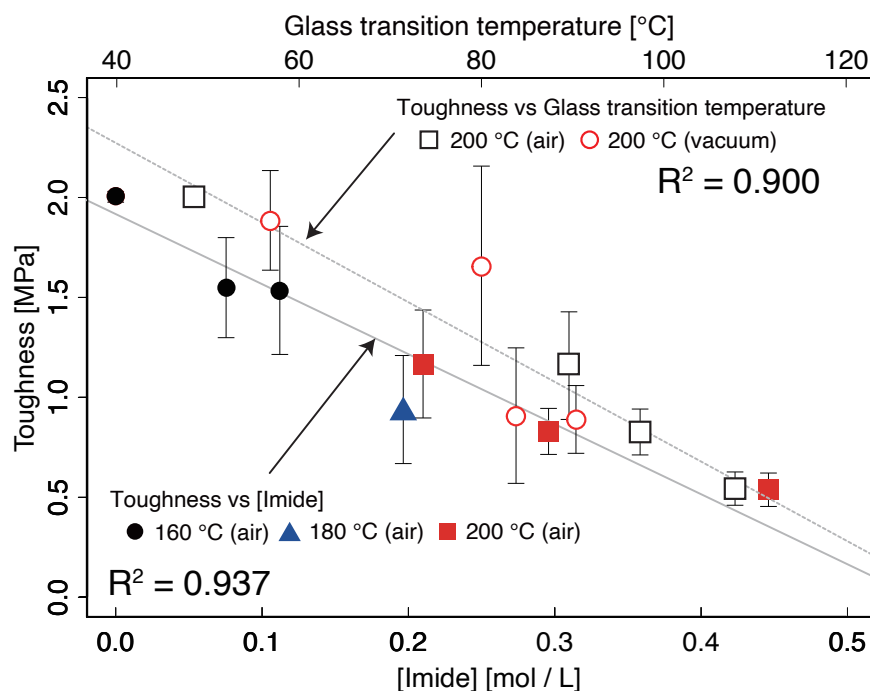 Glass transition temperature [°C]
40 60 80 100 120
Toughness vs Glass transition temperature
200 °C (air) 200 °C (vacuum)
R² = 0.900
Toughness [MPa]
2.5
2.0
1.5
1.0
0.5
0.0
Toughness vs [Imide]
160 °C (air) 180 °C (air) 200 °C (air)
R² = 0.937
0.0 0.1 0.2 0.3 0.4 0.5
[Imide] [mol / L]